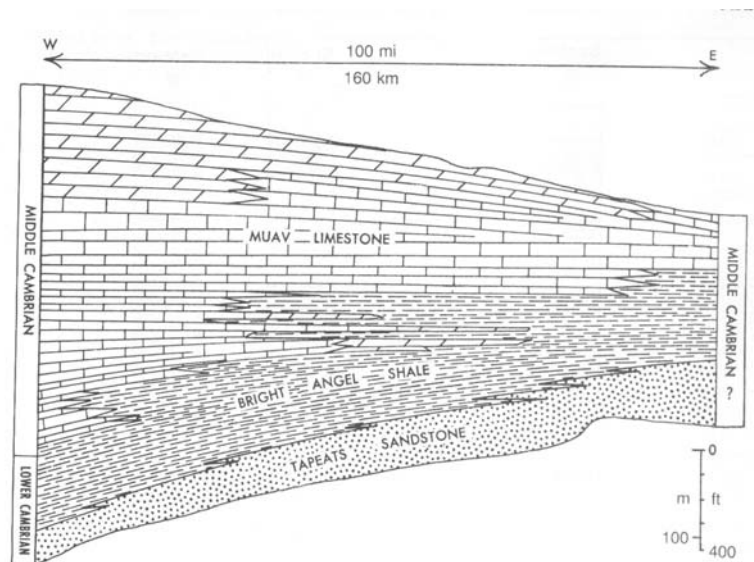 W
E
100 mi
160 km
MIDDLE CAMBRIAN
LOWER CAMBRIAN
MUAV LIMESTONE
BRIGHT ANGEL SHALE
TAPEATS SANDSTONE
MIDDLE CAMBRIAN ?
0
m ft
100 400